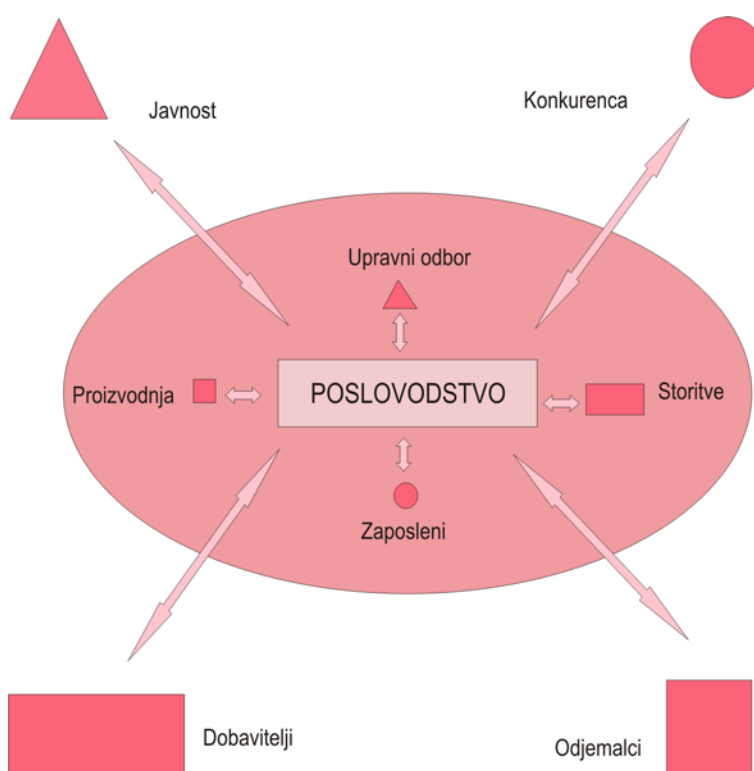 Javnost
Konkurenca
Upravni odbor
Proizvodnja
POSLOVODSTVO
Storitve
Zaposleni
Dobavitelji
Odjemalci